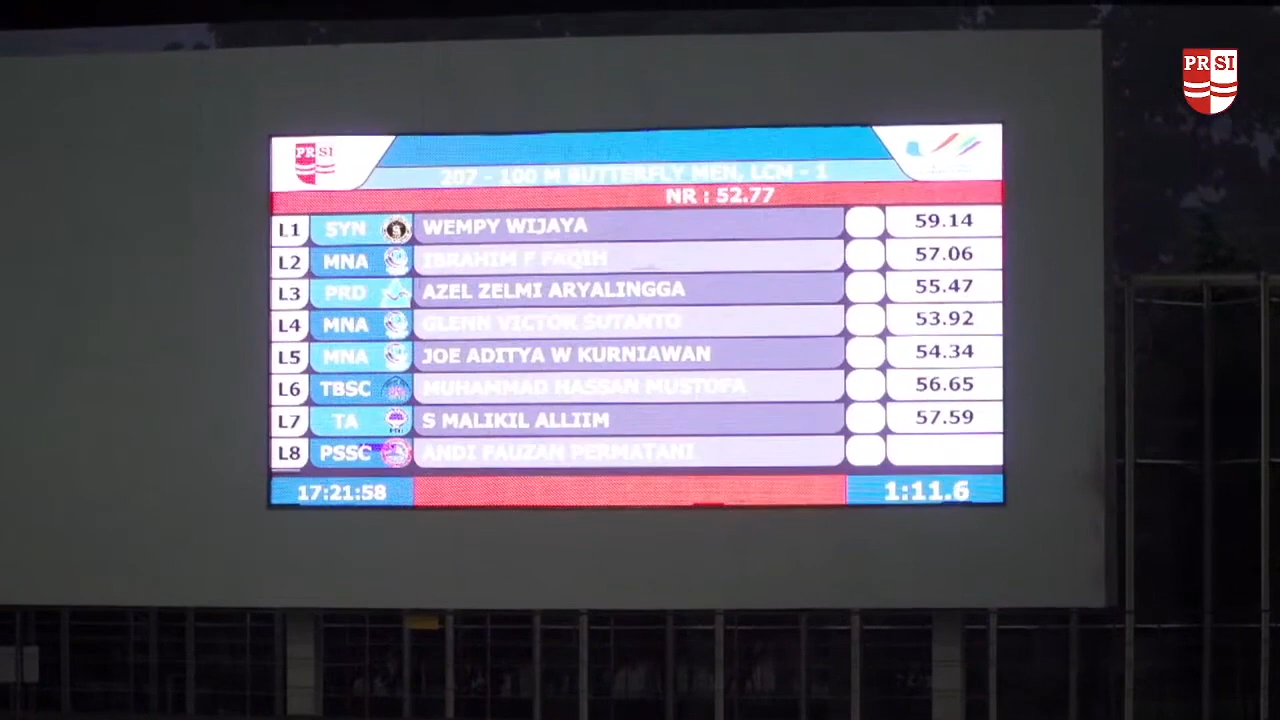 PRSI
PRSI
207 - 100 M BUTTERFLY MEN, LCM - 1
NR : 52.77
L1 SYN WEMPY WIJAYA 59.14
L2 MNA IBRAHIM F FAQIH 57.06
L3 PRD AZEL ZELMI ARYALINGGA 55.47
L4 MNA GLENN VICTOR SUTANTO 53.92
L5 MNA JOE ADITYA W KURNIAWAN 54.34
L6 TBSC MUHAMMAD HASSAN MUSTOFA 56.65
L7 TA S MALIKIL ALLIIM 57.59
L8 PSSC ANDI FAUZAN PERMATANI
17:21:58 1:11.6